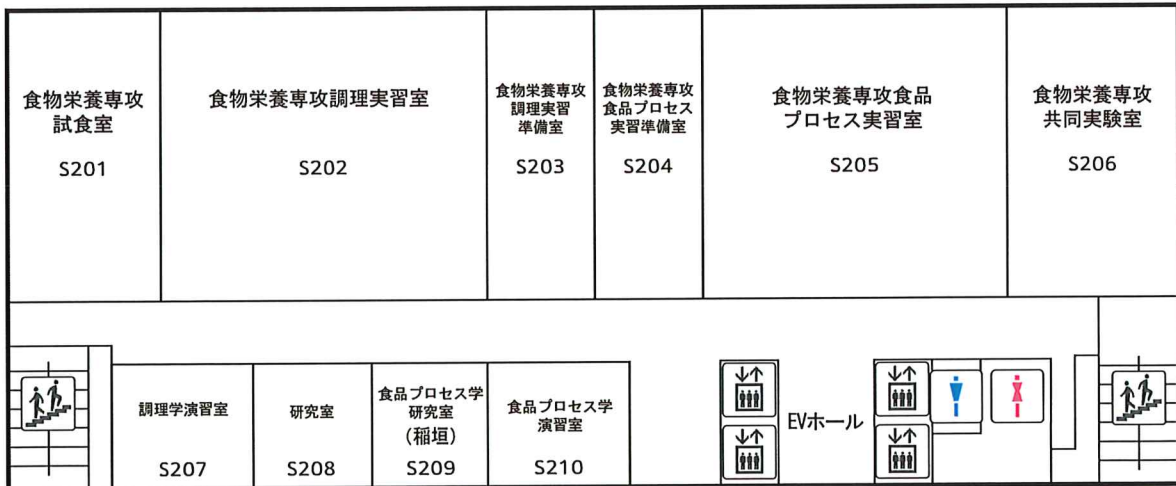 食物栄養専攻
試食室
S201
食物栄養専攻調理実習室
S202
食物栄養専攻
調理実習
準備室
S203
食物栄養専攻
食品プロセス
実習準備室
S204
食物栄養専攻食品
プロセス実習室
S205
食物栄養専攻
共同実験室
S206
調理学演習室
S207
研究室
S208
食品プロセス学
研究室
（稲垣）
S209
食品プロセス学
演習室
S210
EVホール